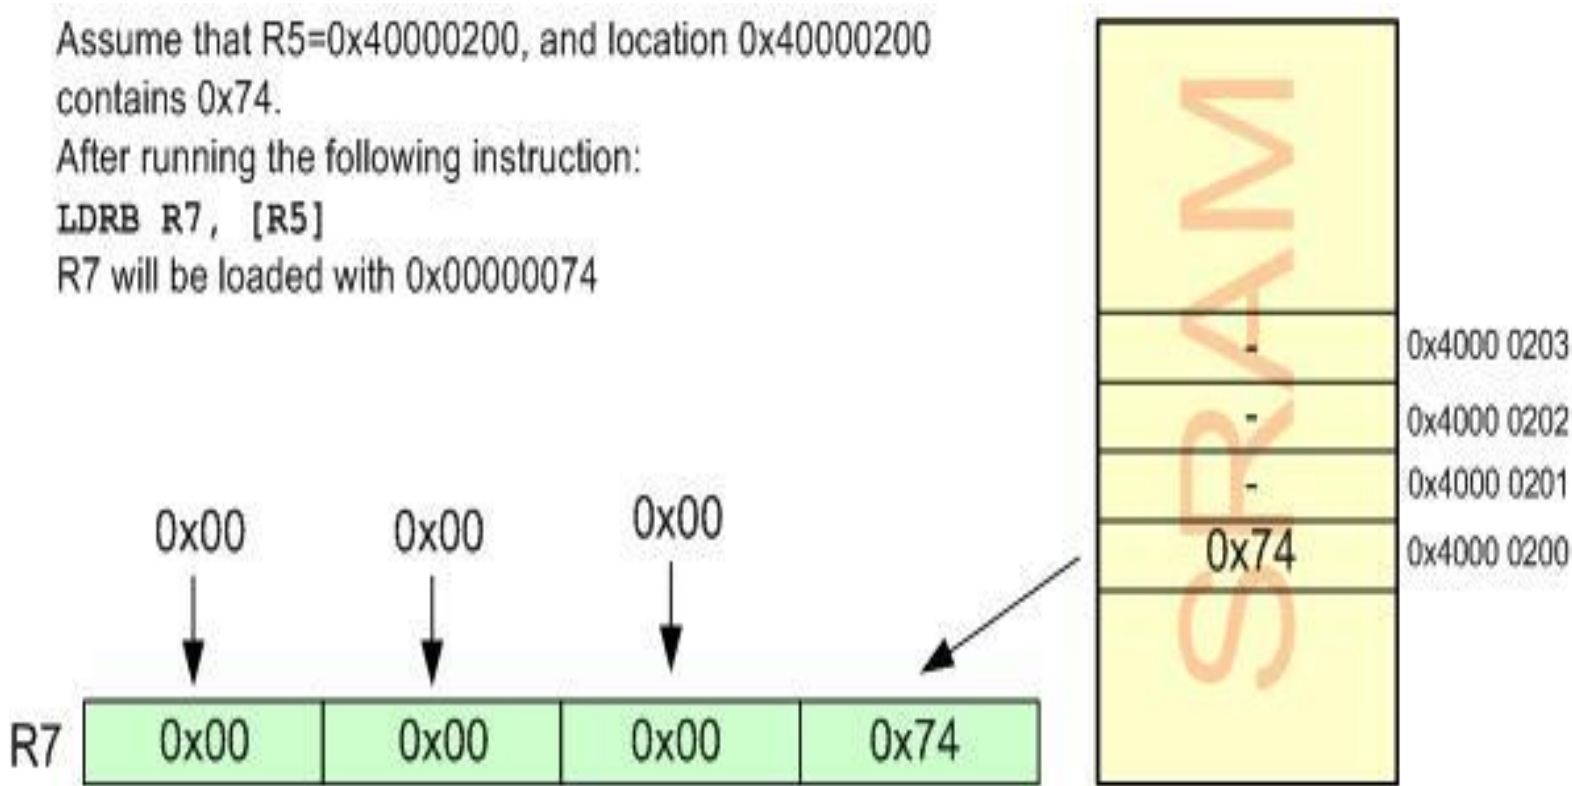 Assume that R5=0x40000200, and location 0x40000200
contains 0x74.
After running the following instruction:
LDRB R7, [R5]
R7 will be loaded with 0x00000074
SRAM
- 0x4000 0203
- 0x4000 0202
- 0x4000 0201
0x74 0x4000 0200
0x00 0x00 0x00
R7 0x00 0x00 0x00 0x74